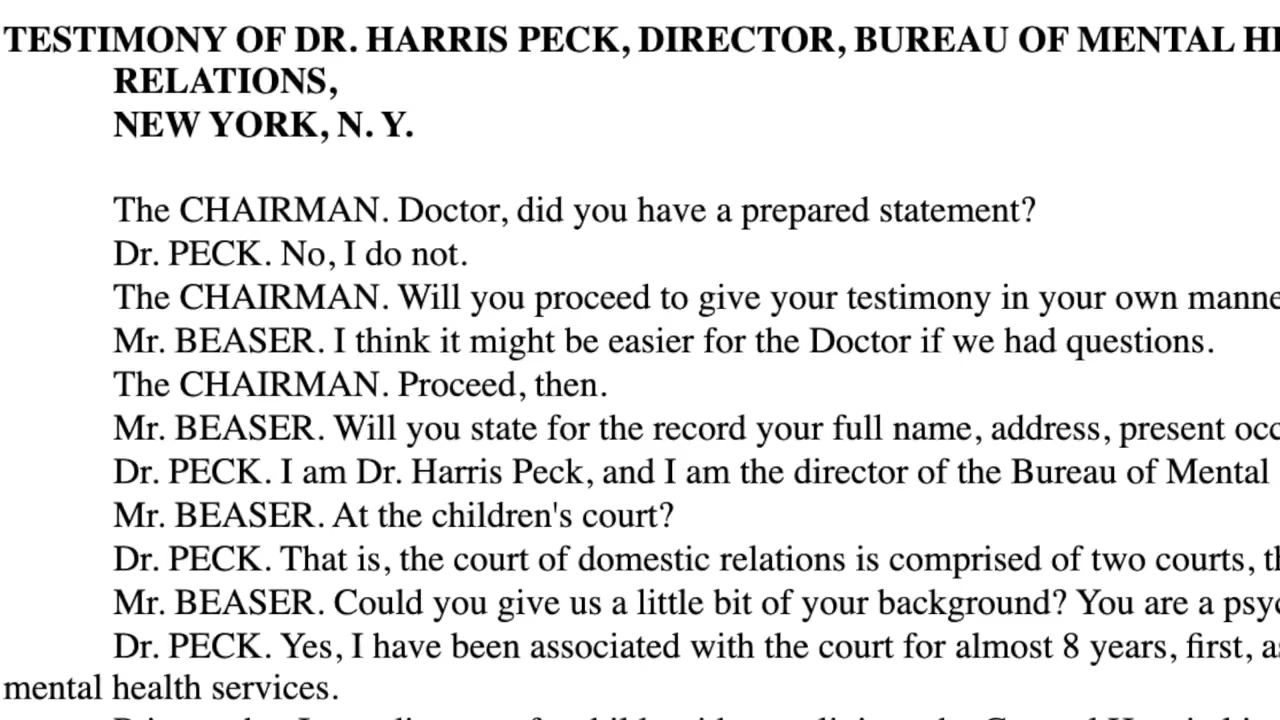 TESTIMONY OF DR. HARRIS PECK, DIRECTOR, BUREAU OF MENTAL
RELATIONS,
NEW YORK, N. Y.
The CHAIRMAN. Doctor, did you have a prepared statement?
Dr. PECK. No, I do not.
The CHAIRMAN. Will you proceed to give your testimony in your own
Mr. BEASER. I think it might be easier for the Doctor if we had questions.
The CHAIRMAN. Proceed, then.
Mr. BEASER. Will you state for the record your full name, address, present
Dr. PECK. I am Dr. Harris Peck, and I am the director of the Bureau of Mental
Mr. BEASER. At the children's court?
Dr. PECK. That is, the court of domestic relations is comprised of two courts,
Mr. BEASER. Could you give us a little bit of your background? You are a
Dr. PECK. Yes, I have been associated with the court for almost 8 years, first,
mental health services.